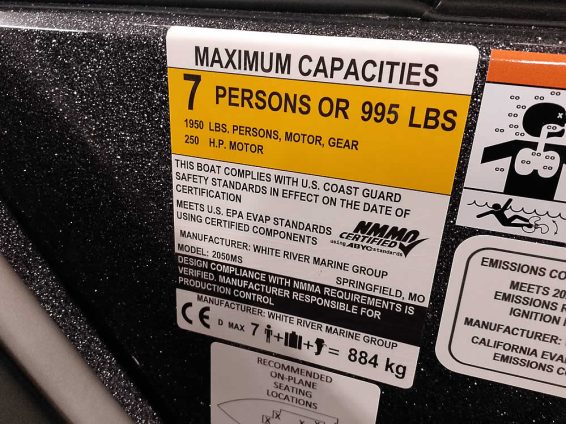 MAXIMUM CAPACITIES
7 PERSONS OR 995 LBS
1950 LBS. PERSONS, MOTOR, GEAR
250 H.P. MOTOR
THIS BOAT COMPLIES WITH U.S. COAST GUARD
SAFETY STANDARDS IN EFFECT ON THE DATE OF
CERTIFICATION
MEETS U.S. EPA EVAP STANDARDS
USING CERTIFIED COMPONENTS
NMMA
CERTIFIED
using ABYC standards
MANUFACTURER: WHITE RIVER MARINE GROUP
MODEL: 2050MS
SPRINGFIELD, MO
DESIGN COMPLIANCE WITH NMMA REQUIREMENTS IS
VERIFIED. MANUFACTURER RESPONSIBLE FOR
PRODUCTION CONTROL
MANUFACTURER: WHITE RIVER MARINE GROUP
CE D MAX 7 + + = 884 kg
RECOMMENDED
ON-PLANE
SEATING
LOCATIONS
EMISSIONS CO
MEETS 20
EMISSIONS R
IGNITION
MANUFACTURER:
CALIFORNIA EVA
EMISSIONS CO